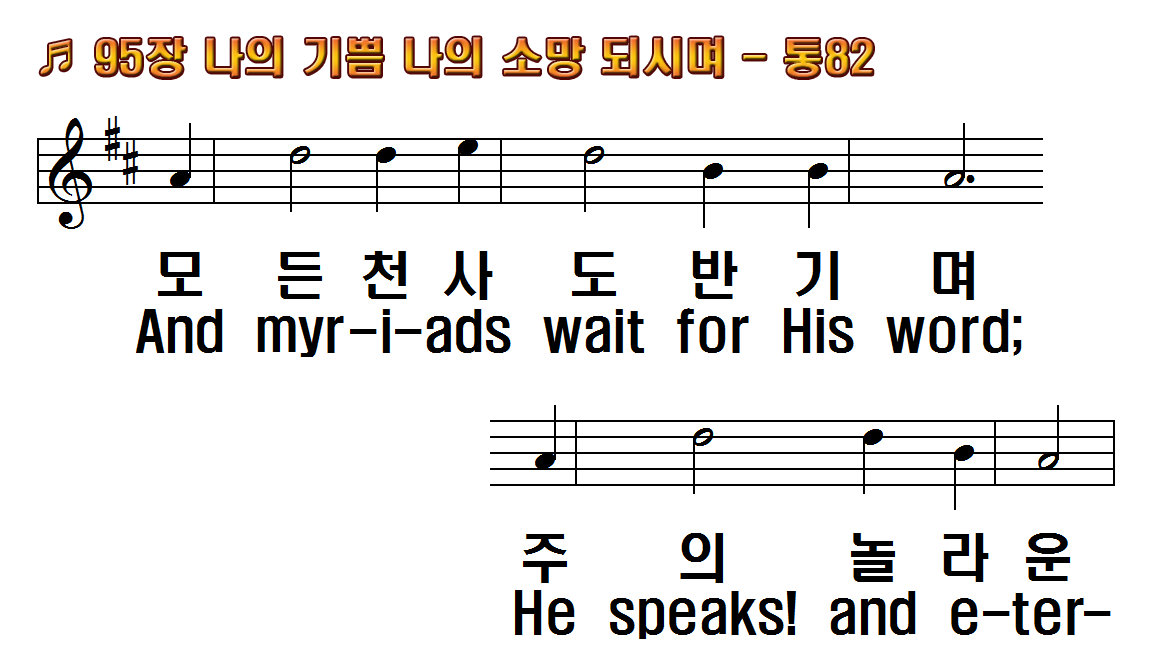 ♬ 95장 나의 기쁨 나의 소망 되시며 - 통82
모 든 천 사 도 반 기 며
And myr-i-ads wait for His word;
주 의 놀 라 운
He speaks! and e-ter-